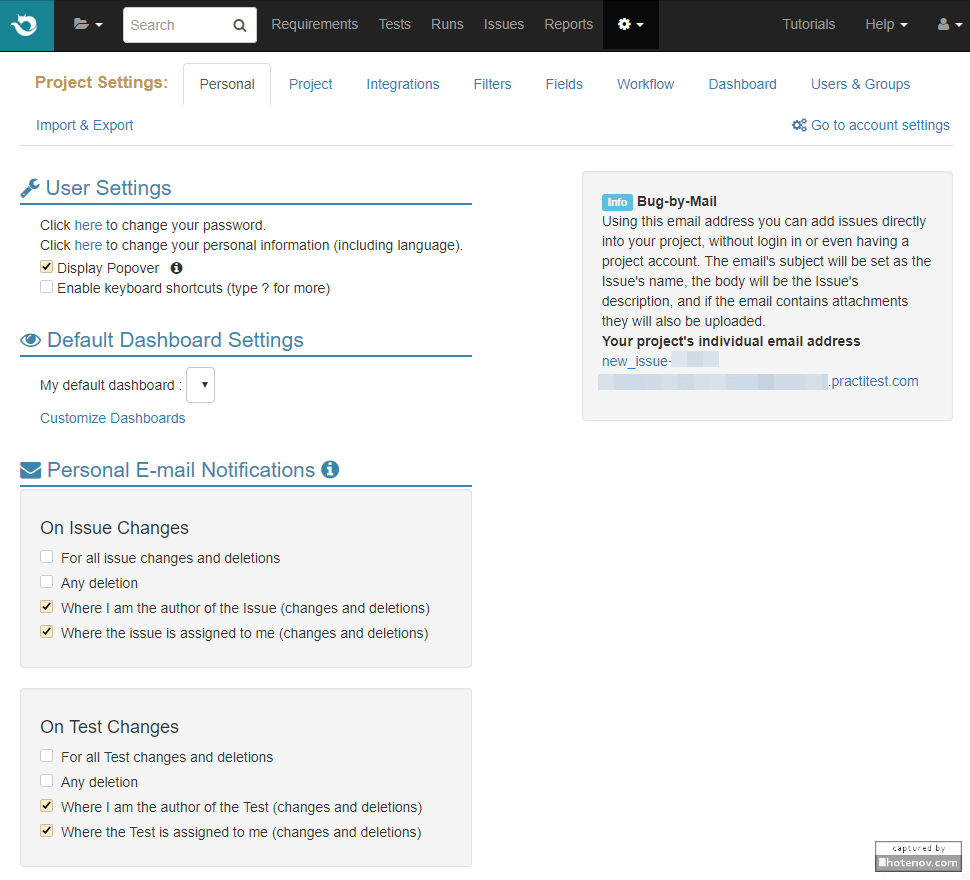 Search
Requirements
Tests
Runs
Issues
Reports
Tutorials
Help
Project Settings:
Personal
Project
Integrations
Filters
Fields
Workflow
Dashboard
Users & Groups
Import & Export
Go to account settings
User Settings
Click here to change your password.
Click here to change your personal information (including language).
Display Popover
Enable keyboard shortcuts (type ? for more)
Default Dashboard Settings
My default dashboard :
Customize Dashboards
Personal E-mail Notifications
On Issue Changes
For all issue changes and deletions
Any deletion
Where I am the author of the Issue (changes and deletions)
Where the issue is assigned to me (changes and deletions)
On Test Changes
For all Test changes and deletions
Any deletion
Where I am the author of the Test (changes and deletions)
Where the Test is assigned to me (changes and deletions)
Info Bug-by-Mail
Using this email address you can add issues directly
into your project, without login in or even having a
project account. The email's subject will be set as the
Issue's name, the body will be the Issue's
description, and if the email contains attachments
they will also be uploaded.
Your project's individual email address
new_issue-
.practitest.com
captured by
hotenov.com